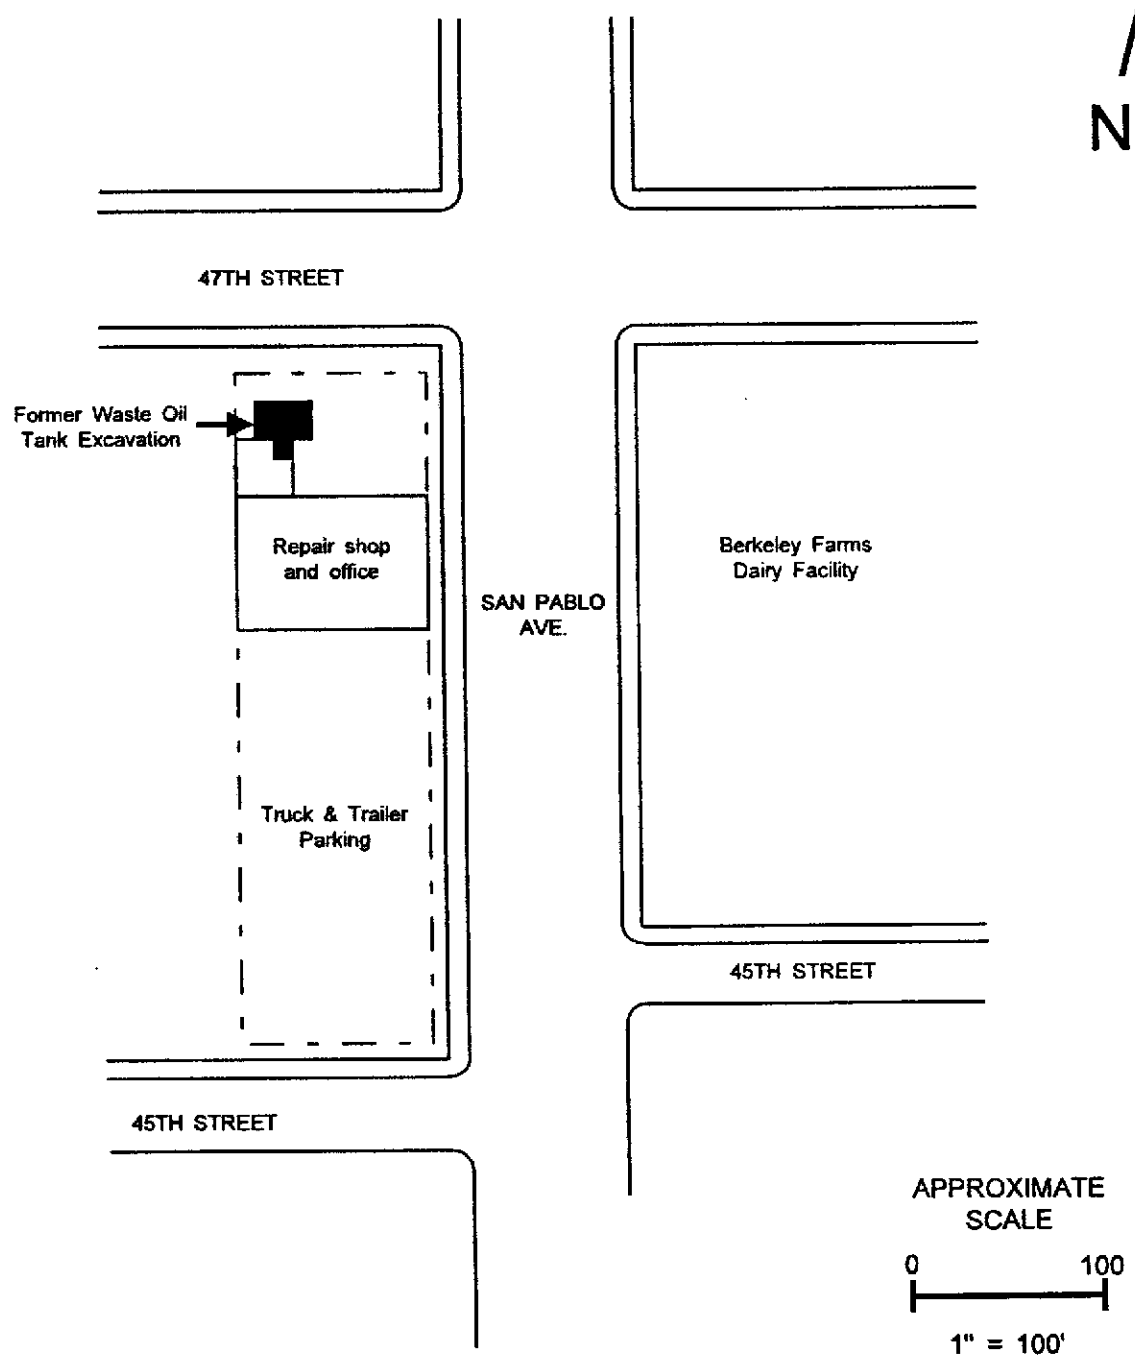 N
47TH STREET
Former Waste Oil
Tank Excavation
Repair shop
and office
Berkeley Farms
Dairy Facility
SAN PABLO
AVE.
Truck & Trailer
Parking
45TH STREET
45TH STREET
APPROXIMATE
SCALE
0 100
1" = 100'